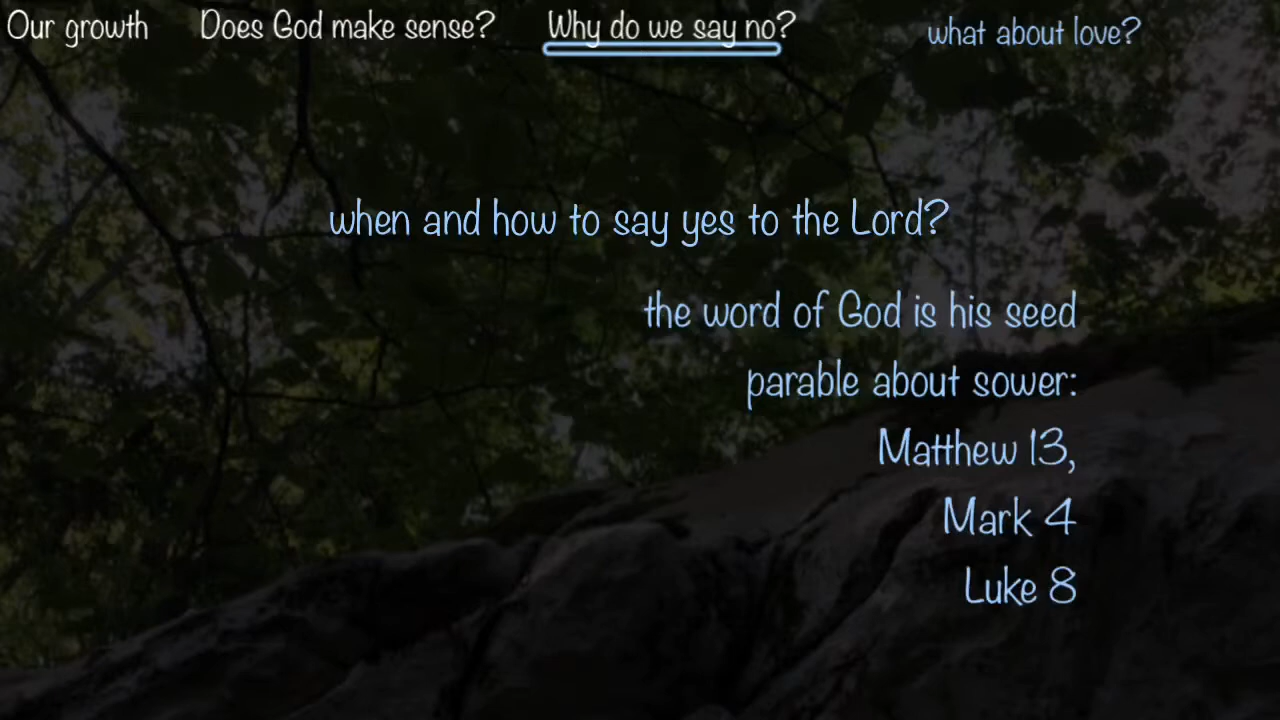 Our growth Does God make sense? Why do we say no? what about love?
when and how to say yes to the Lord?
the word of God is his seed
parable about sower:
Matthew 13,
Mark 4
Luke 8